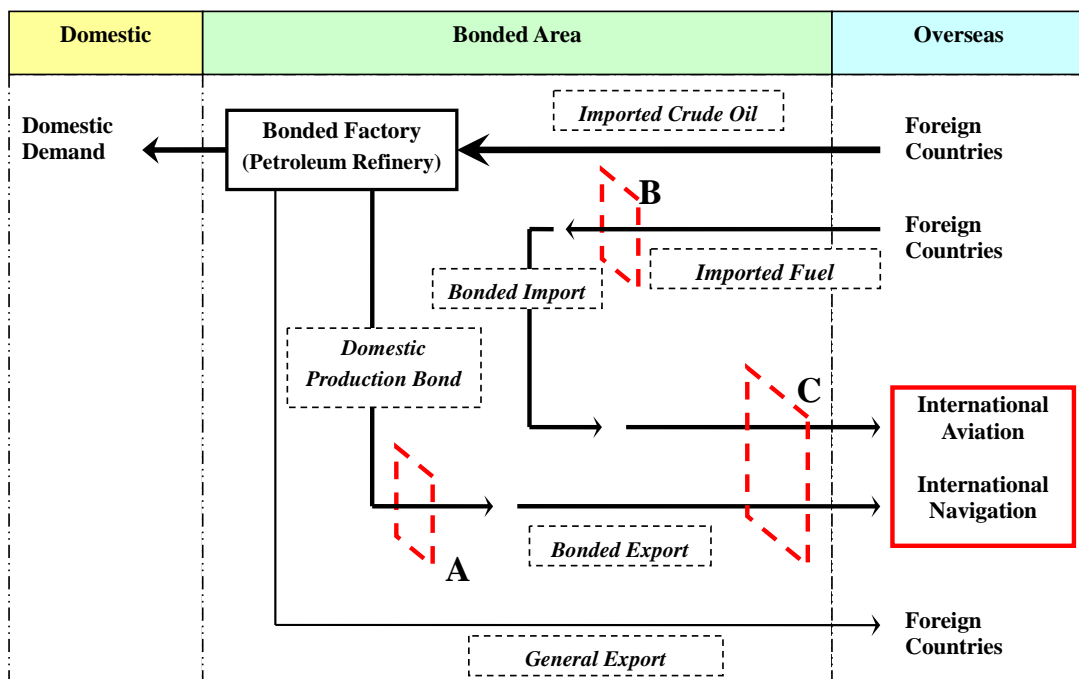 Domestic
Bonded Area
Overseas
Imported Crude Oil
Domestic
Demand
Bonded Factory
(Petroleum Refinery)
Foreign
Countries
B
Foreign
Countries
Bonded Import
Imported Fuel
Domestic
Production Bond
C
International
Aviation
International
Navigation
A
Bonded Export
Foreign
Countries
General Export